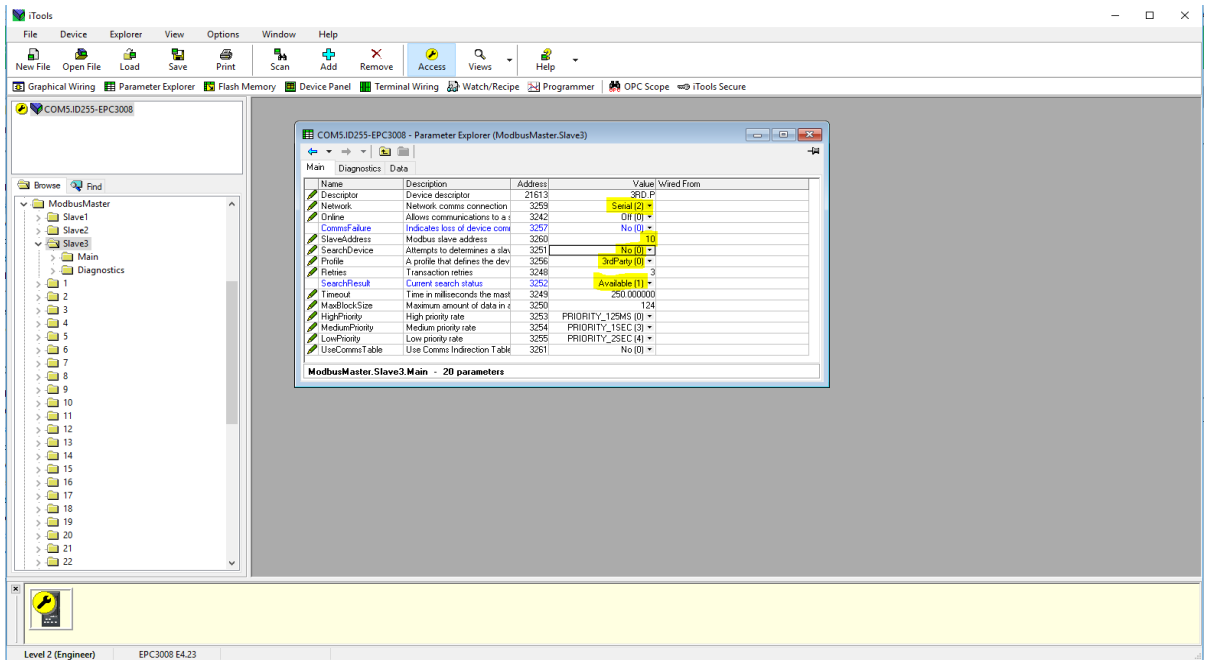 iTools
File Device Explorer View Options Window Help
New File Open File Load Save Print Scan Add Remove Access Views Help
Graphical Wiring Parameter Explorer Flash Memory Device Panel Terminal Wiring Watch/Recipe Programmer OPC Scope iTools Secure
COM5.ID255-EPC3008
Browse Find
ModbusMaster
Slave1
Slave2
Slave3
Main
Diagnostics
1
2
3
4
5
6
7
8
9
10
11
12
13
14
15
16
17
18
19
20
21
22
COM5.ID255-EPC3008 - Parameter Explorer (ModbusMaster.Slave3)
Main Diagnostics Data
Name Description Address Value Wired From
Descriptor Device descriptor 21613 3RD.P
Network Network comms connection 3259 Serial (2)
Online Allows communications to a s 3242 Off (0)
CommsFailure Indicates loss of device com 3257 No (0)
SlaveAddress Modbus slave address 3260 10
SearchDevice Attempts to determines a slav 3251 No (0)
Profile A profile that defines the dev 3256 3rdParty (0)
Retries Transaction retries 3248 3
SearchResult Current search status 3252 Available (1)
Timeout Time in milliseconds the mast 3249 250.000000
MaxBlockSize Maximum amount of data in a 3250 124
HighPriority High priority rate 3253 PRIORITY_125MS (0)
MediumPriority Medium priority rate 3254 PRIORITY_1SEC (3)
LowPriority Low priority rate 3255 PRIORITY_2SEC (4)
UseCommsTable Use Comms Indirection Table 3261 No (0)
ModbusMaster.Slave3.Main - 20 parameters
Level 2 (Engineer) EPC3008 E4.23